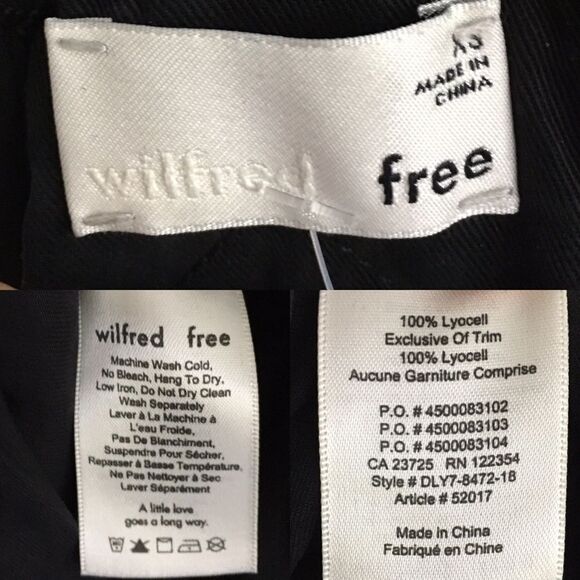 XS
MADE IN
CHINA
wilfred free
wilfred free
Machine Wash Cold,
No Bleach, Hang To Dry,
Low Iron, Do Not Dry Clean
Wash Separately
Laver à La Machine à
L'eau Froide,
Pas De Blanchiment,
Suspendre Pour Sécher.
Repasser à Basse Température.
Ne Pas Nettoyer à Sec
Laver Séparément
A little love
goes a long way.
100% Lyocell
Exclusive Of Trim
100% Lyocell
Aucune Garniture Comprise
P.O. # 4500083102
P.O. # 4500083103
P.O. # 4500083104
CA 23725 RN 122354
Style # DLY7-8472-18
Article # 52017
Made in China
Fabriqué en Chine